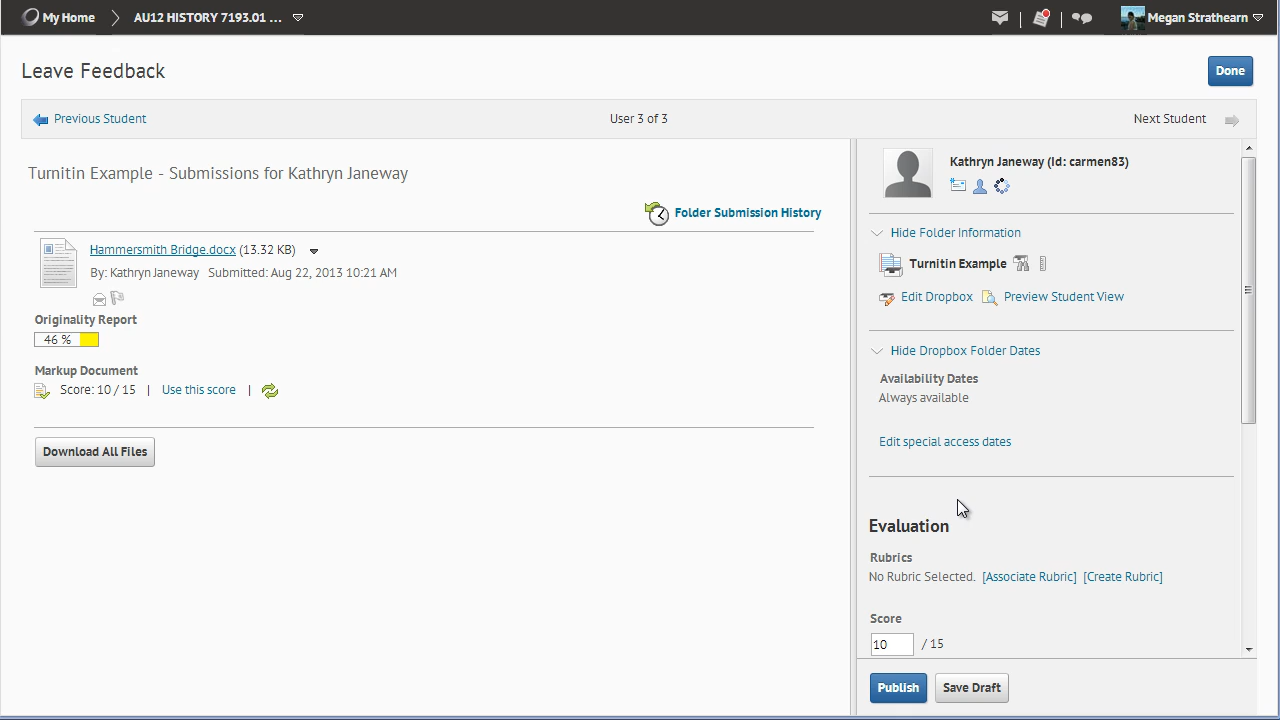 My Home AU12 HISTORY 7193.01 ... Megan Strathearn
Leave Feedback
Done
Previous Student User 3 of 3 Next Student
Turnitin Example - Submissions for Kathryn Janeway
Folder Submission History
Hammersmith Bridge.docx (13.32 KB)
By: Kathryn Janeway Submitted: Aug 22, 2013 10:21 AM
Originality Report
46 %
Markup Document
Score: 10 / 15 | Use this score |
Download All Files
Kathryn Janeway (Id: carmen83)
Hide Folder Information
Turnitin Example
Edit Dropbox Preview Student View
Hide Dropbox Folder Dates
Availability Dates
Always available
Edit special access dates
Evaluation
Rubrics
No Rubric Selected. [Associate Rubric] [Create Rubric]
Score
10 / 15
Publish Save Draft